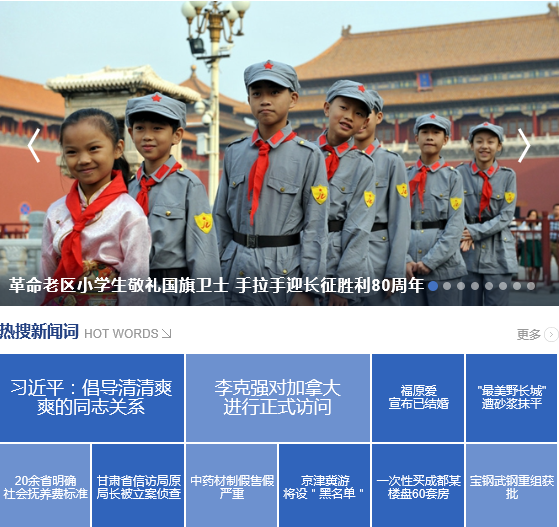 革命老区小学生敬礼国旗卫士 手拉手迎长征胜利80周年
热搜新闻词 HOT WORDS
更多
习近平：倡导清清爽
爽的同志关系
李克强对加拿大
进行正式访问
福原爱
宣布已结婚
"最美野长城"
遭砂浆抹平
20余省明确
社会抚养费标准
甘肃省信访局原
局长被立案侦查
中药材制假售假
严重
京津冀游
将设＂黑名单＂
一次性买成都某
楼盘60套房
宝钢武钢重组获
批